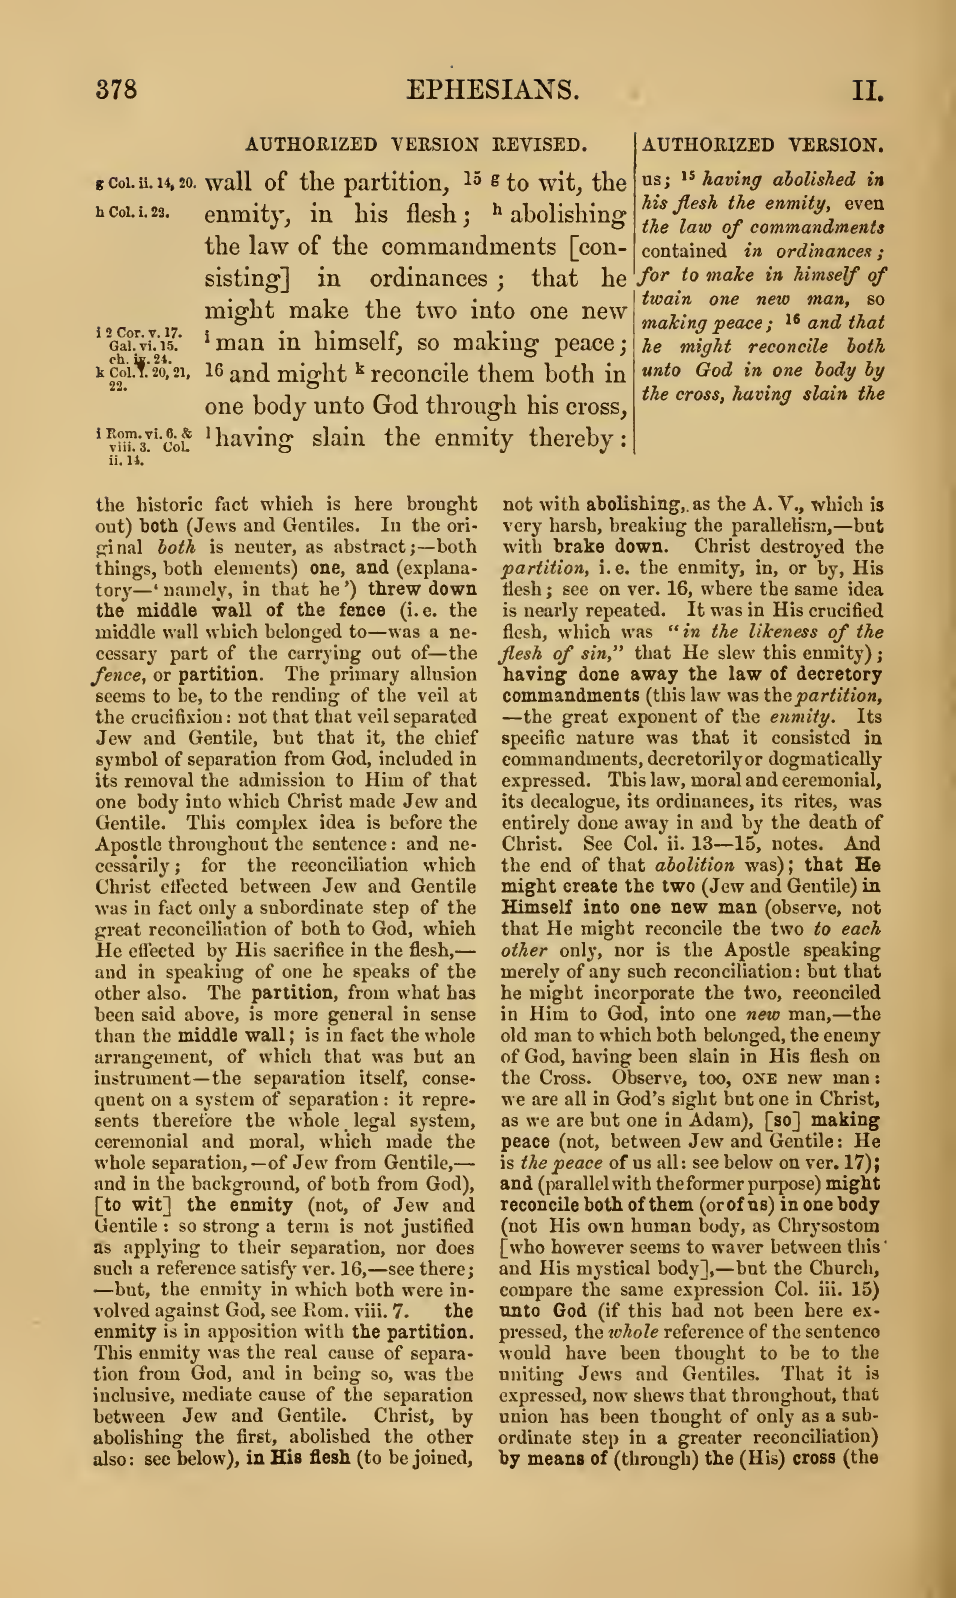 378 EPHESIANS. II.
AUTHORIZED VERSION REVISED.
g Col. ii. 14, 20.
h Col. i. 22.
i 2 Cor. v. 17.
Gal. vi. 15.
ch. iv. 24.
k Col. i. 20, 21,
22.
l Rom. vi. 6. &
viii. 3. Col.
ii. 14.
wall of the partition, 15 g to wit, the
enmity, in his flesh; h abolishing
the law of the commandments [con-
sisting] in ordinances; that he
might make the two into one new
i man in himself, so making peace;
16 and might k reconcile them both in
one body unto God through his cross,
l having slain the enmity thereby:
AUTHORIZED VERSION.
us; 15 having abolished in
his flesh the enmity, even
the law of commandments
contained in ordinances;
for to make in himself of
twain one new man, so
making peace; 16 and that
he might reconcile both
unto God in one body by
the cross, having slain the
the historic fact which is here brought
out) both (Jews and Gentiles. In the ori-
ginal both is neuter, as abstract;—both
things, both elements) one, and (explana-
tory—‘namely, in that he’) threw down
the middle wall of the fence (i. e. the
middle wall which belonged to—was a ne-
cessary part of the carrying out of—the
fence, or partition. The primary allusion
seems to be, to the rending of the veil at
the crucifixion: not that that veil separated
Jew and Gentile, but that it, the chief
symbol of separation from God, included in
its removal the admission to Him of that
one body into which Christ made Jew and
Gentile. This complex idea is before the
Apostle throughout the sentence: and ne-
cessarily; for the reconciliation which
Christ effected between Jew and Gentile
was in fact only a subordinate step of the
great reconciliation of both to God, which
He effected by His sacrifice in the flesh,—
and in speaking of one he speaks of the
other also. The partition, from what has
been said above, is more general in sense
than the middle wall; is in fact the whole
arrangement, of which that was but an
instrument—the separation itself, conse-
quent on a system of separation: it repre-
sents therefore the whole legal system,
ceremonial and moral, which made the
whole separation,—of Jew from Gentile,—
and in the background, of both from God),
[to wit] the enmity (not, of Jew and
Gentile: so strong a term is not justified
as applying to their separation, nor does
such a reference satisfy ver. 16,—see there;
—but, the enmity in which both were in-
volved against God, see Rom. viii. 7. the
enmity is in apposition with the partition.
This enmity was the real cause of separa-
tion from God, and in being so, was the
inclusive, mediate cause of the separation
between Jew and Gentile. Christ, by
abolishing the first, abolished the other
also: see below), in His flesh (to be joined,
not with abolishing, as the A. V., which is
very harsh, breaking the parallelism,—but
with brake down. Christ destroyed the
partition, i. e. the enmity, in, or by, His
flesh; see on ver. 16, where the same idea
is nearly repeated. It was in His crucified
flesh, which was “in the likeness of the
flesh of sin,” that He slew this enmity);
having done away the law of decretory
commandments (this law was the partition,
—the great exponent of the enmity. Its
specific nature was that it consisted in
commandments, decretorily or dogmatically
expressed. This law, moral and ceremonial,
its decalogue, its ordinances, its rites, was
entirely done away in and by the death of
Christ. See Col. ii. 13—15, notes. And
the end of that abolition was); that He
might create the two (Jew and Gentile) in
Himself into one new man (observe, not
that He might reconcile the two to each
other only, nor is the Apostle speaking
merely of any such reconciliation: but that
he might incorporate the two, reconciled
in Him to God, into one new man,—the
old man to which both belonged, the enemy
of God, having been slain in His flesh on
the Cross. Observe, too, ONE new man:
we are all in God's sight but one in Christ,
as we are but one in Adam), [so] making
peace (not, between Jew and Gentile: He
is the peace of us all: see below on ver. 17);
and (parallel with the former purpose) might
reconcile both of them (or of us) in one body
(not His own human body, as Chrysostom
[who however seems to waver between this
and His mystical body],—but the Church,
compare the same expression Col. iii. 15)
unto God (if this had not been here ex-
pressed, the whole reference of the sentence
would have been thought to be to the
uniting Jews and Gentiles. That it is
expressed, now shews that throughout, that
union has been thought of only as a sub-
ordinate step in a greater reconciliation)
by means of (through) the (His) cross (the